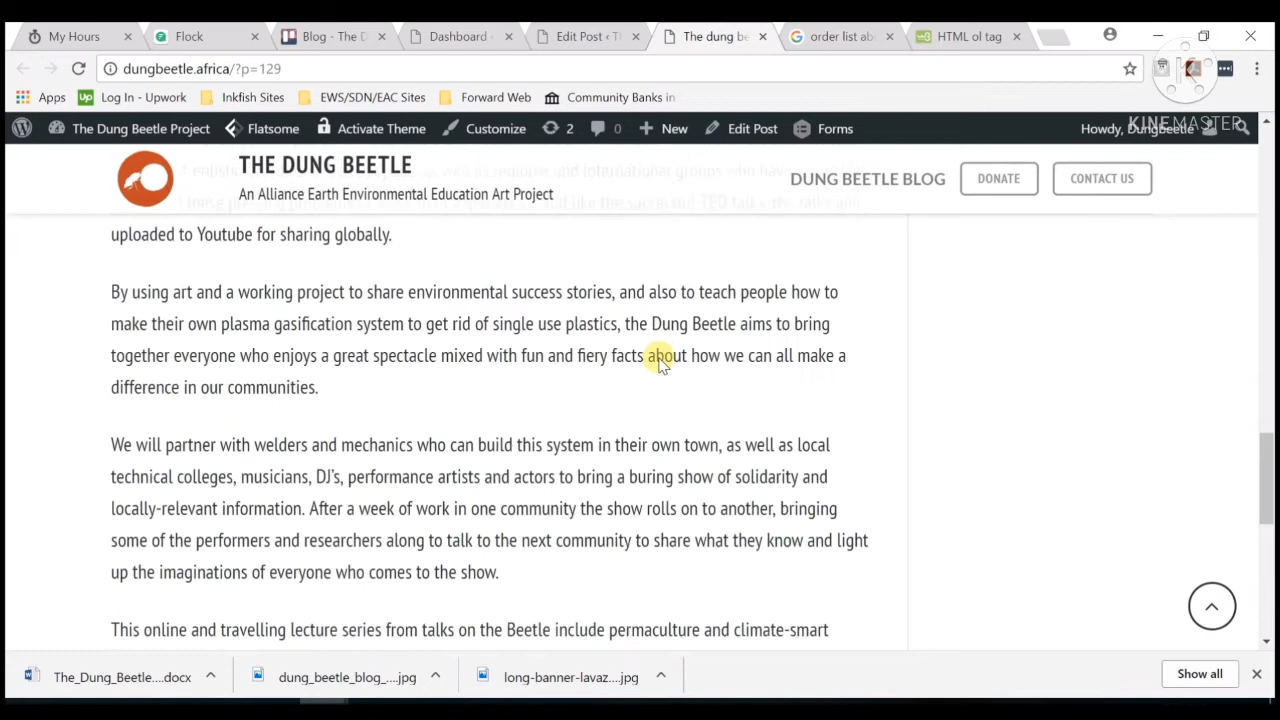 My Hours
Flock
Blog - The D
Dashboard
Edit Post ‹ T
The dung be
order list ab
HTML ol tag
dungbeetle.africa/?p=129
Apps
Log In - Upwork
Inkfish Sites
EWS/SDN/EAC Sites
Forward Web
Community Banks in
The Dung Beetle Project
Flatsome
Activate Theme
Customize
2
0
New
Edit Post
Forms
Howdy, Dungbeetle
KINEMASTER
THE DUNG BEETLE
An Alliance Earth Environmental Education Art Project
DUNG BEETLE BLOG
DONATE
CONTACT US
uploaded to Youtube for sharing globally.
By using art and a working project to share environmental success stories, and also to teach people how to
make their own plasma gasification system to get rid of single use plastics, the Dung Beetle aims to bring
together everyone who enjoys a great spectacle mixed with fun and fiery facts about how we can all make a
difference in our communities.
We will partner with welders and mechanics who can build this system in their own town, as well as local
technical colleges, musicians, DJ's, performance artists and actors to bring a buring show of solidarity and
locally-relevant information. After a week of work in one community the show rolls on to another, bringing
some of the performers and researchers along to talk to the next community to share what they know and light
up the imaginations of everyone who comes to the show.
This online and travelling lecture series from talks on the Beetle include permaculture and climate-smart
The_Dung_Beetle....docx
dung_beetle_blog_....jpg
long-banner-lavaz....jpg
Show all